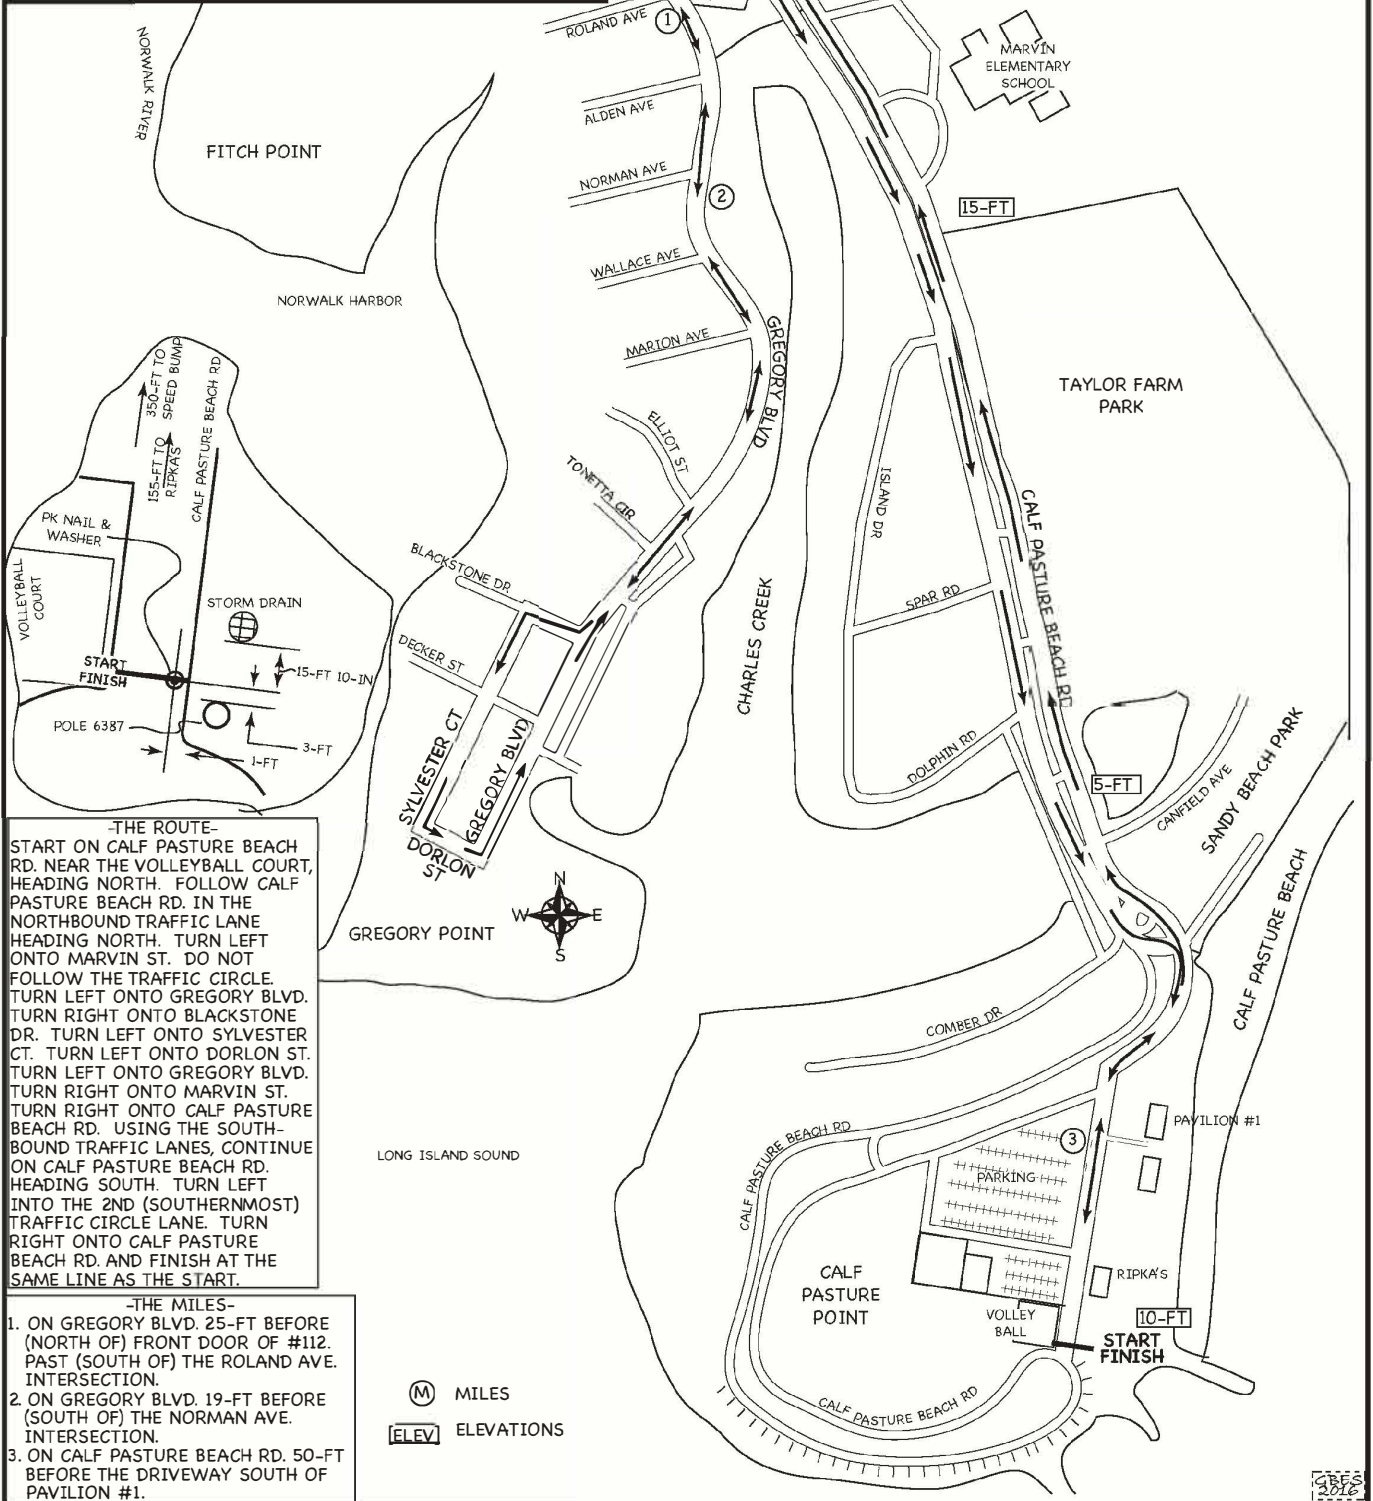 ROLAND AVE
1
MARVIN
ELEMENTARY
SCHOOL
NORWALK RIVER
ALDEN AVE
FITCH POINT
NORMAN AVE
2
15-FT
WALLACE AVE
NORWALK HARBOR
MARION AVE
GREGORY BLVD
TAYLOR FARM
PARK
350-FT TO
SPEED BUMP
155-FT TO
RIPKA'S
CALF PASTURE BEACH RD
ELLIOT ST
TONETTA CIR
ISLAND DR
CALF PASTURE BEACH RD
PK NAIL &
WASHER
BLACKSTONE DR
VOLLEYBALL
COURT
STORM DRAIN
SPAR RD
CHARLES CREEK
DECKER ST
START
FINISH
15-FT 10-IN
POLE 6387
3-FT
1-FT
SYLVESTER CT
GREGORY BLVD
DOLPHIN RD
5-FT
CANFIELD AVE
SANDY BEACH PARK
DORLON
ST
CALF PASTURE BEACH
N
W
E
S
GREGORY POINT
-THE ROUTE-
START ON CALF PASTURE BEACH
RD. NEAR THE VOLLEYBALL COURT,
HEADING NORTH. FOLLOW CALF
PASTURE BEACH RD. IN THE
NORTHBOUND TRAFFIC LANE
HEADING NORTH. TURN LEFT
ONTO MARVIN ST. DO NOT
FOLLOW THE TRAFFIC CIRCLE.
TURN LEFT ONTO GREGORY BLVD.
TURN RIGHT ONTO BLACKSTONE
DR. TURN LEFT ONTO SYLVESTER
CT. TURN LEFT ONTO DORLON ST.
TURN LEFT ONTO GREGORY BLVD.
TURN RIGHT ONTO MARVIN ST.
TURN RIGHT ONTO CALF PASTURE
BEACH RD. USING THE SOUTH-
BOUND TRAFFIC LANES, CONTINUE
ON CALF PASTURE BEACH RD.
HEADING SOUTH. TURN LEFT
INTO THE 2ND (SOUTHERNMOST)
TRAFFIC CIRCLE LANE. TURN
RIGHT ONTO CALF PASTURE
BEACH RD. AND FINISH AT THE
SAME LINE AS THE START.
COMBER DR
LONG ISLAND SOUND
CALF PASTURE BEACH RD
3
PAVILION #1
PARKING
CALF
PASTURE
POINT
RIPKA'S
VOLLEY
BALL
10-FT
START
FINISH
CALF PASTURE BEACH RD
-THE MILES-
1. ON GREGORY BLVD. 25-FT BEFORE
(NORTH OF) FRONT DOOR OF #112.
PAST (SOUTH OF) THE ROLAND AVE.
INTERSECTION.
2. ON GREGORY BLVD. 19-FT BEFORE
(SOUTH OF) THE NORMAN AVE.
INTERSECTION.
3. ON CALF PASTURE BEACH RD. 50-FT
BEFORE THE DRIVEWAY SOUTH OF
PAVILION #1.
M MILES
ELEV ELEVATIONS
GBES
2016